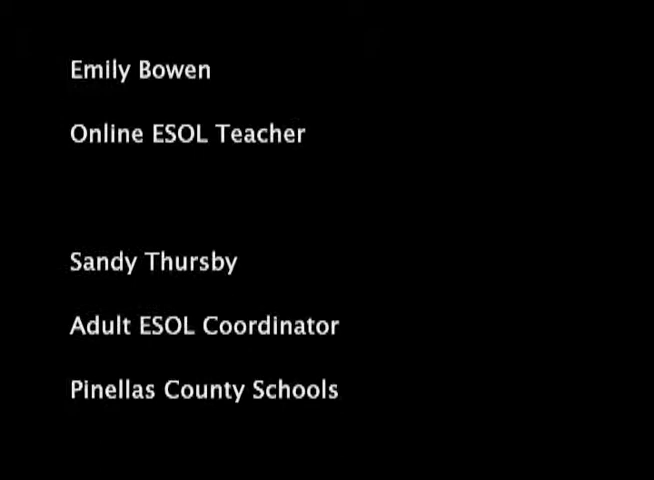 Emily Bowen
Online ESOL Teacher
Sandy Thursby
Adult ESOL Coordinator
Pinellas County Schools